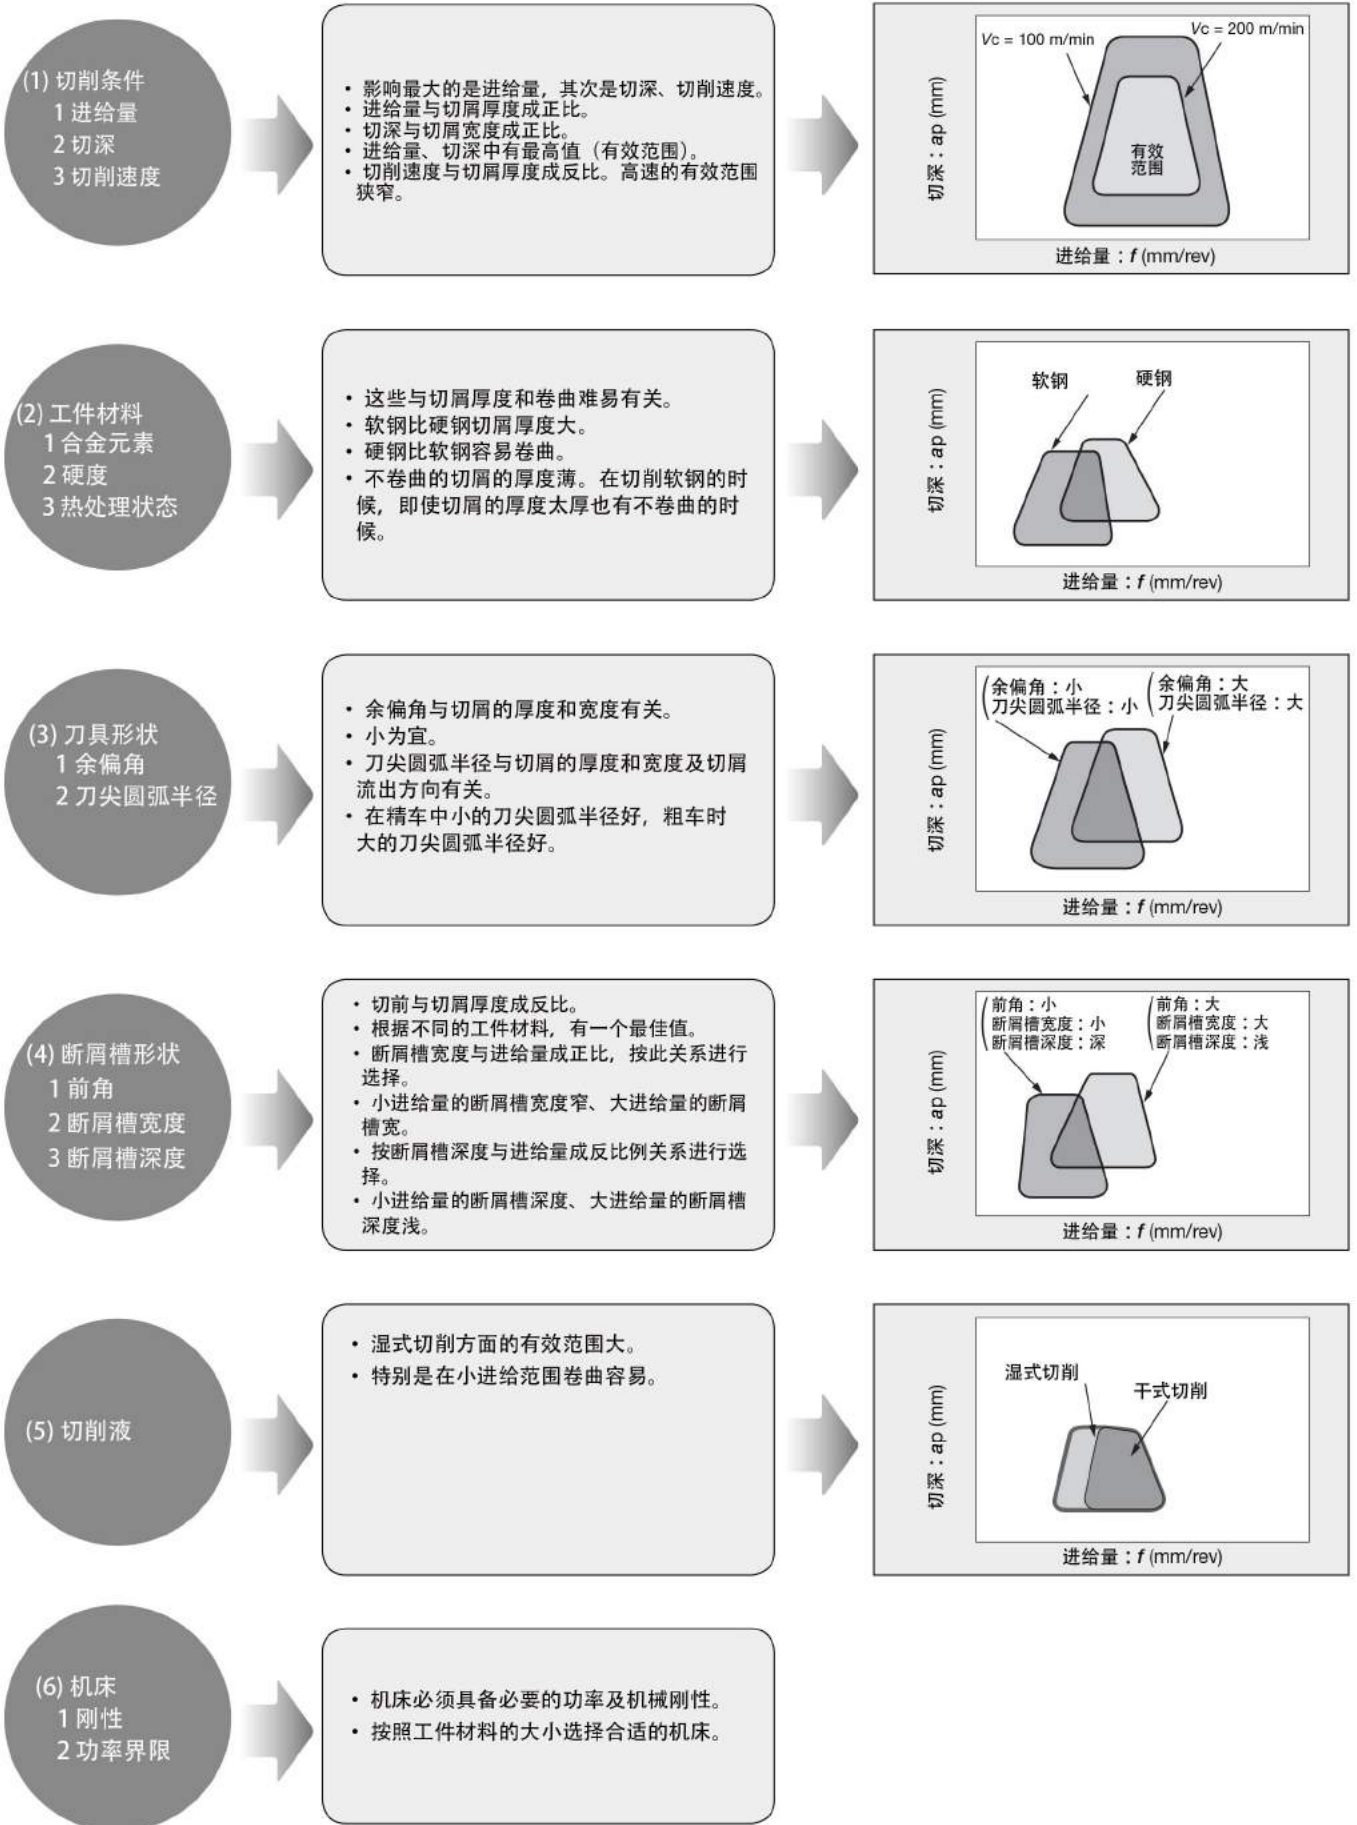 (1) 切削条件
1 进给量
2 切深
3 切削速度
• 影响最大的是进给量，其次是切深、切削速度。
• 进给量与切屑厚度成正比。
• 切深与切屑宽度成正比。
• 进给量、切深中有最高值（有效范围）。
• 切削速度与切屑厚度成反比。高速的有效范围
狭窄。
Vc = 100 m/min
Vc = 200 m/min
有效
范围
切深：ap (mm)
进给量：f (mm/rev)
(2) 工件材料
1 合金元素
2 硬度
3 热处理状态
• 这些与切屑厚度和卷曲难易有关。
• 软钢比硬钢切屑厚度大。
• 硬钢比软钢容易卷曲。
• 不卷曲的切屑的厚度薄。在切削软钢的时
候，即使切屑的厚度太厚也有不卷曲的时
候。
软钢
硬钢
切深：ap (mm)
进给量：f (mm/rev)
(3) 刀具形状
1 余偏角
2 刀尖圆弧半径
• 余偏角与切屑的厚度和宽度有关。
• 小为宜。
• 刀尖圆弧半径与切屑的厚度和宽度及切屑
流出方向有关。
• 在精车中小的刀尖圆弧半径好，粗车时
大的刀尖圆弧半径好。
余偏角：小
刀尖圆弧半径：小
余偏角：大
刀尖圆弧半径：大
切深：ap (mm)
进给量：f (mm/rev)
(4) 断屑槽形状
1 前角
2 断屑槽宽度
3 断屑槽深度
• 切前与切屑厚度成反比。
• 根据不同的工件材料，有一个最佳值。
• 断屑槽宽度与进给量成正比，按此关系进行
选择。
• 小进给量的断屑槽宽度窄、大进给量的断屑
槽宽。
• 按断屑槽深度与进给量成反比例关系进行选
择。
• 小进给量的断屑槽深度、大进给量的断屑槽
深度浅。
前角：小
断屑槽宽度：小
断屑槽深度：深
前角：大
断屑槽宽度：大
断屑槽深度：浅
切深：ap (mm)
进给量：f (mm/rev)
(5) 切削液
• 湿式切削方面的有效范围大。
• 特别是在小进给范围卷曲容易。
湿式切削
干式切削
切深：ap (mm)
进给量：f (mm/rev)
(6) 机床
1 刚性
2 功率界限
• 机床必须具备必要的功率及机械刚性。
• 按照工件材料的大小选择合适的机床。